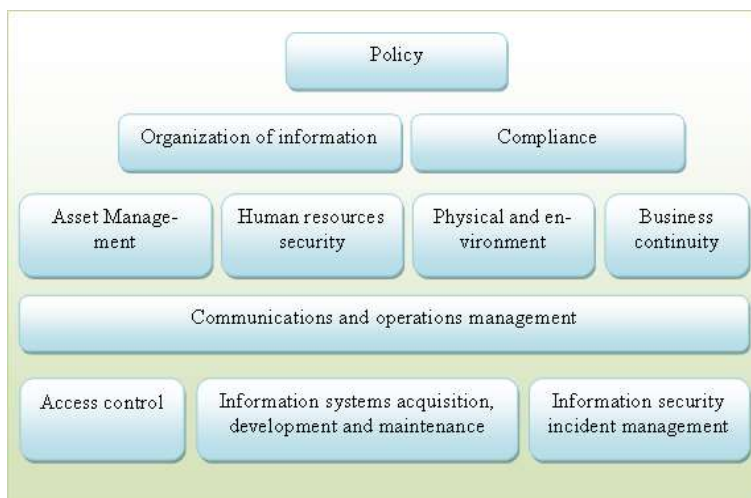 Policy
Organization of information
Compliance
Asset Manage-
ment
Human resources
security
Physical and en-
vironment
Business
continuity
Communications and operations management
Access control
Information systems acquisition,
development and maintenance
Information security
incident management